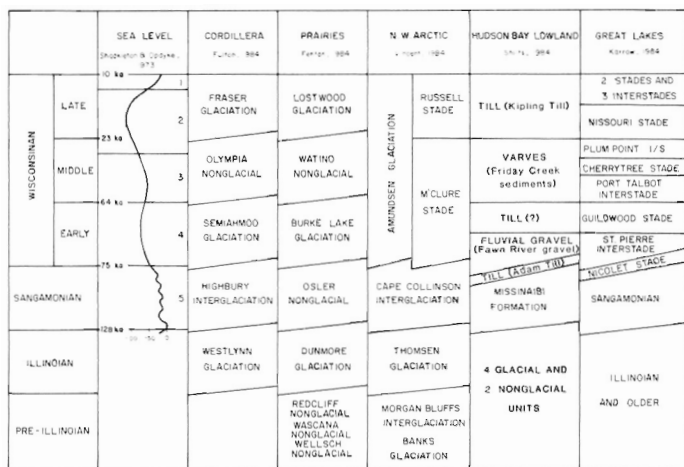 SEA LEVEL
Shackleton & Opdyke,
1973
CORDILLERA
Fulton, 1984
PRAIRIES
1984
N W ARCTIC
1984
HUDSON BAY LOWLAND
1984
GREAT LAKES
Karrow, 1984
WISCONSINAN
LATE
MIDDLE
EARLY
SANGAMONIAN
ILLINOIAN
PRE-ILLINOIAN
10 ka
23 ka
64 ka
75 ka
128 ka
1
2
3
4
5
0
FRASER
GLACIATION
OLYMPIA
NONGLACIAL
SEMIAHMOO
GLACIATION
HIGHBURY
INTERGLACIATION
WESTLYNN
GLACIATION
LOSTWOOD
GLACIATION
WATINO
NONGLACIAL
BURKE LAKE
GLACIATION
OSLER
NONGLACIAL
DUNMORE
GLACIATION
REDCLIFF
NONGLACIAL
WASCANA
NONGLACIAL
WELLSCH
NONGLACIAL
AMUNDSEN GLACIATION
RUSSELL
STADE
M'CLURE
STADE
CAPE COLLINSON
INTERGLACIATION
THOMSEN
GLACIATION
MORGAN BLUFFS
INTERGLACIATION
BANKS
GLACIATION
TILL (Kipling Till)
VARVES
(Friday Creek
sediments)
TILL (?)
FLUVIAL GRAVEL
(Fawn River gravel)
TILL (Adam Till)
MISSINAIBI
FORMATION
4 GLACIAL AND
2 NONGLACIAL
UNITS
2 STADES AND
3 INTERSTADES
NISSOURI STADE
PLUM POINT I/S
CHERRYTREE STADE
PORT TALBOT
INTERSTADE
GUILDWOOD STADE
ST. PIERRE
INTERSTADE
NICOLET STADE
SANGAMONIAN
ILLINOIAN
AND OLDER